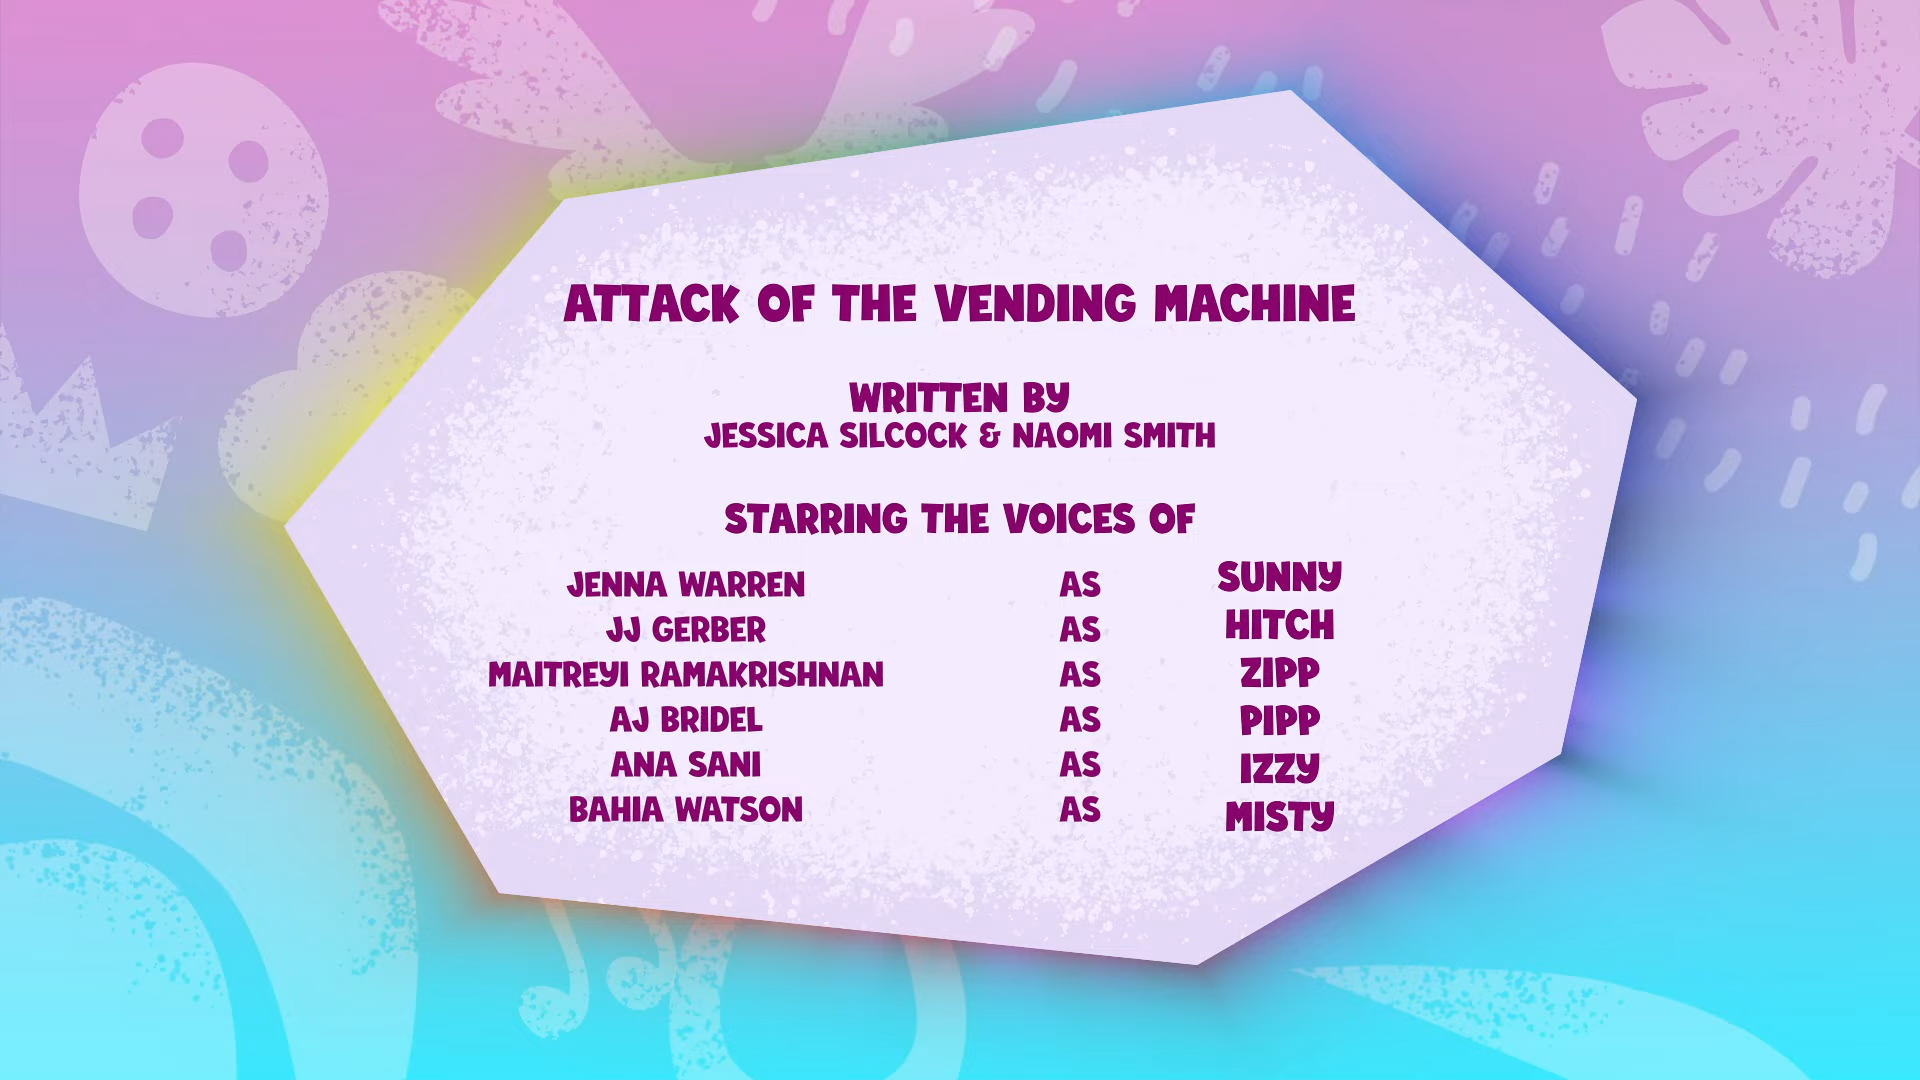 ATTACK OF THE VENDING MACHINE
WRITTEN BY
JESSICA SILCOCK & NAOMI SMITH
STARRING THE VOICES OF
JENNA WARREN AS SUNNY
JJ GERBER AS HITCH
MAITREYI RAMAKRISHNAN AS ZIPP
AJ BRIDEL AS PIPP
ANA SANI AS IZZY
BAHIA WATSON AS MISTY